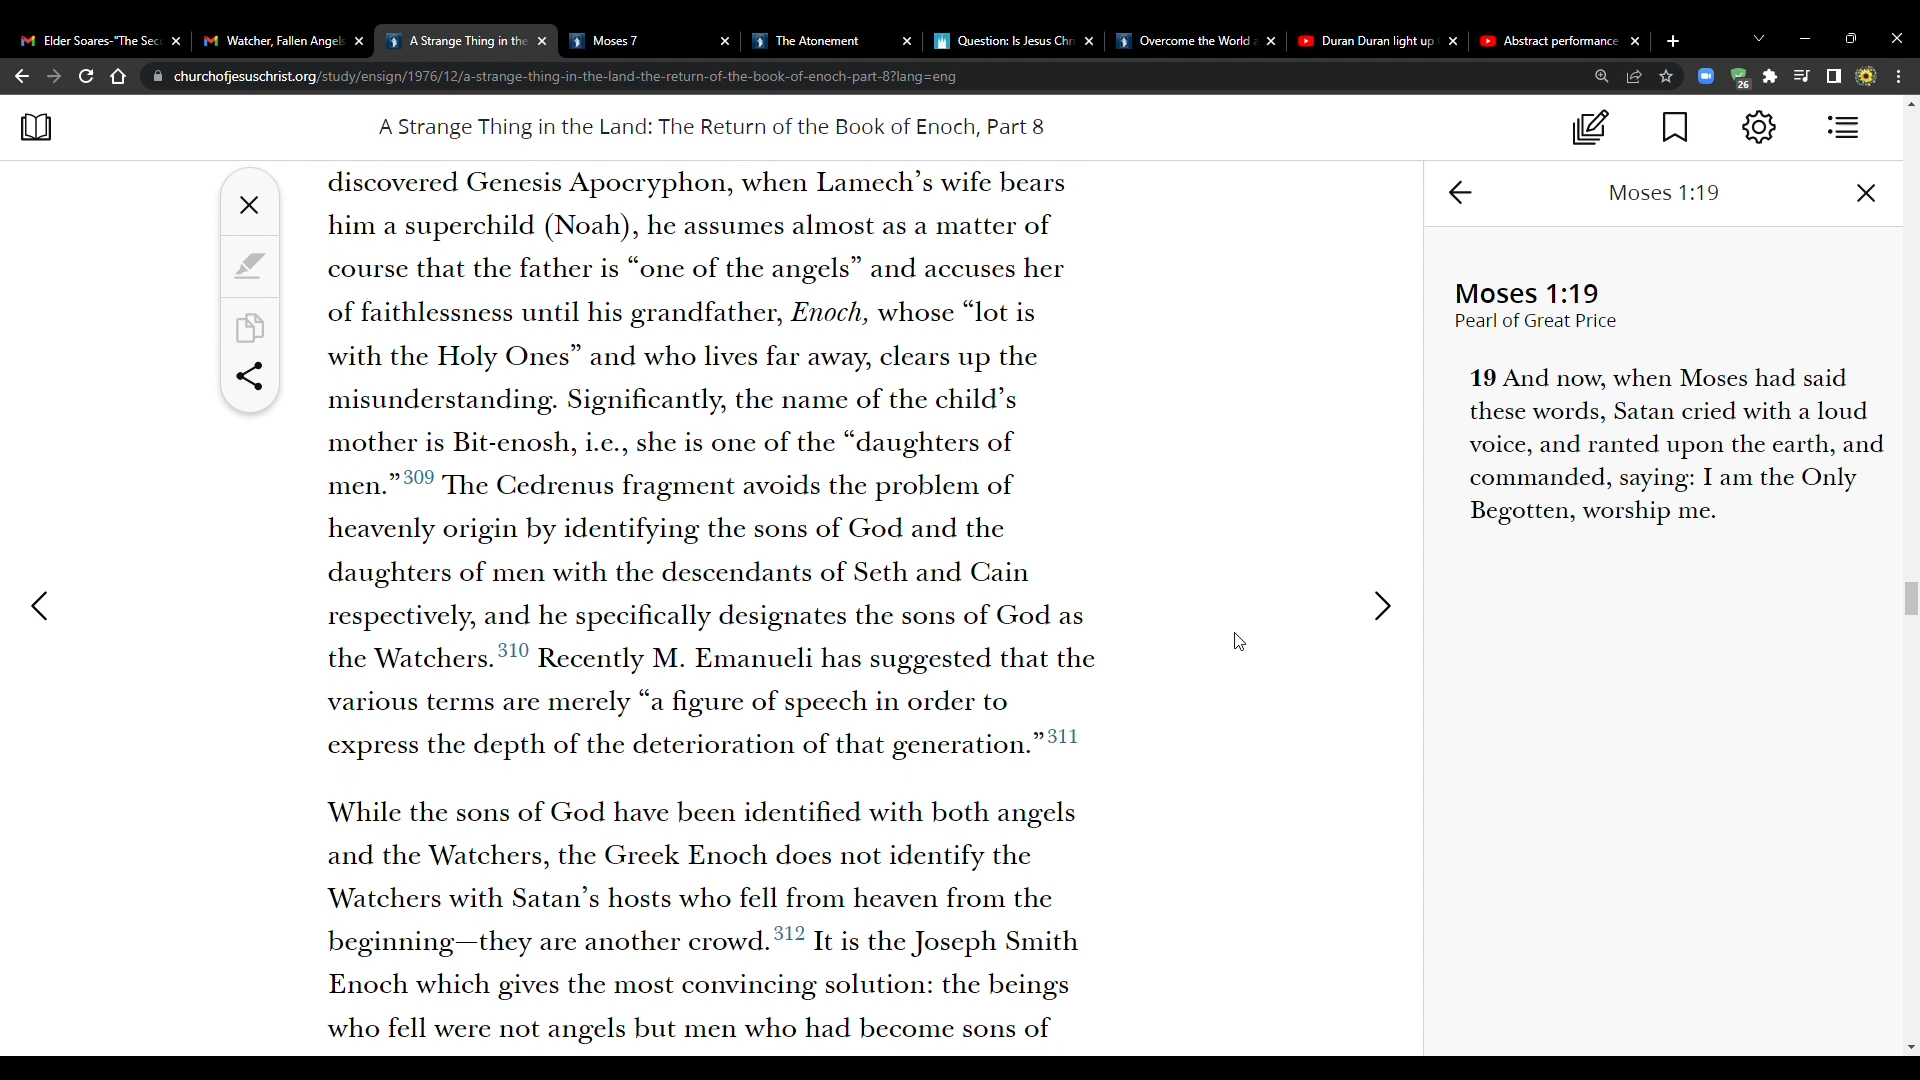 Elder Soares-"The Sec
Watcher, Fallen Angels
A Strange Thing in the
Moses 7
The Atonement
Question: Is Jesus Chri
Overcome the World a
Duran Duran light up
Abstract performance
churchofjesuschrist.org/study/ensign/1976/12/a-strange-thing-in-the-land-the-return-of-the-book-of-enoch-part-8?lang=eng
26
A Strange Thing in the Land: The Return of the Book of Enoch, Part 8
discovered Genesis Apocryphon, when Lamech’s wife bears
him a superchild (Noah), he assumes almost as a matter of
course that the father is “one of the angels” and accuses her
of faithlessness until his grandfather, Enoch, whose “lot is
with the Holy Ones” and who lives far away, clears up the
misunderstanding. Significantly, the name of the child’s
mother is Bit-enosh, i.e., she is one of the “daughters of
men.”309 The Cedrenus fragment avoids the problem of
heavenly origin by identifying the sons of God and the
daughters of men with the descendants of Seth and Cain
respectively, and he specifically designates the sons of God as
the Watchers.310 Recently M. Emanueli has suggested that the
various terms are merely “a figure of speech in order to
express the depth of the deterioration of that generation.”311
While the sons of God have been identified with both angels
and the Watchers, the Greek Enoch does not identify the
Watchers with Satan’s hosts who fell from heaven from the
beginning—they are another crowd.312 It is the Joseph Smith
Enoch which gives the most convincing solution: the beings
who fell were not angels but men who had become sons of
Moses 1:19
Moses 1:19
Pearl of Great Price
19 And now, when Moses had said
these words, Satan cried with a loud
voice, and ranted upon the earth, and
commanded, saying: I am the Only
Begotten, worship me.